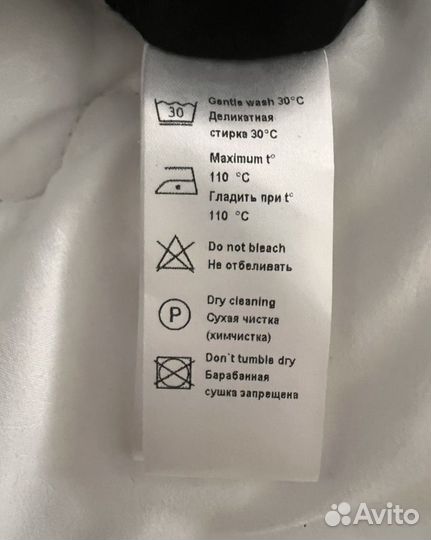 30
Gentle wash 30°C
Деликатная
стирка 30°C
Maximum t°
110 °C
Гладить при t°
110 °C
Do not bleach
Не отбеливать
P
Dry cleaning
Сухая чистка
(химчистка)
Don`t tumble dry
Барабанная
сушка запрещена
Avito